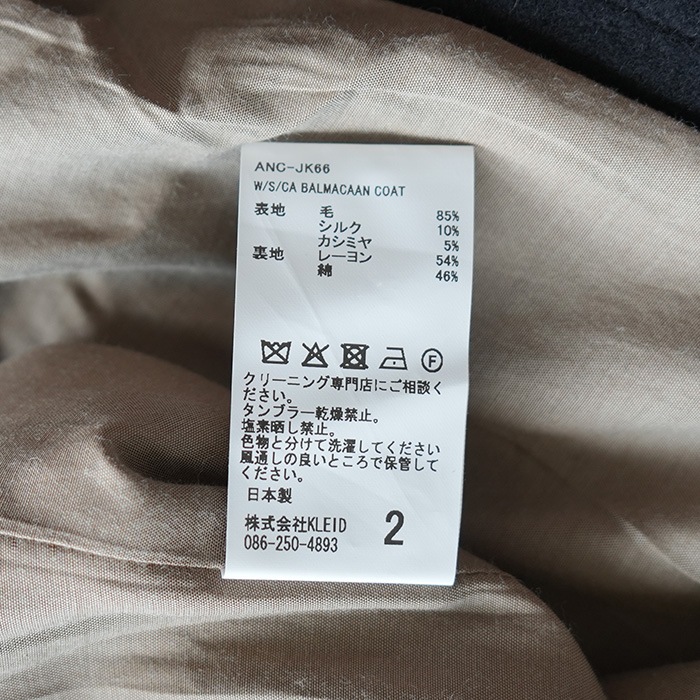 ANC-JK66
W/S/CA BALMACAAN COAT
表地 毛 85%
シルク 10%
カシミヤ 5%
裏地 レーヨン 54%
綿 46%
F
クリーニング専門店にご相談く
ださい。
タンブラー乾燥禁止。
塩素晒し禁止。
色物と分けて洗濯してください
風通しの良いところで保管して
ください。
日本製
株式会社KLEID
086-250-4893
2